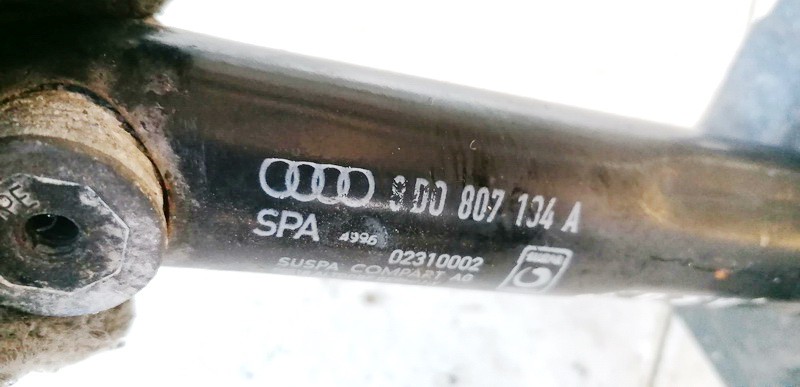 8D0 807 134 A
SPA 4996
02310002
SUSPA COMPART AG